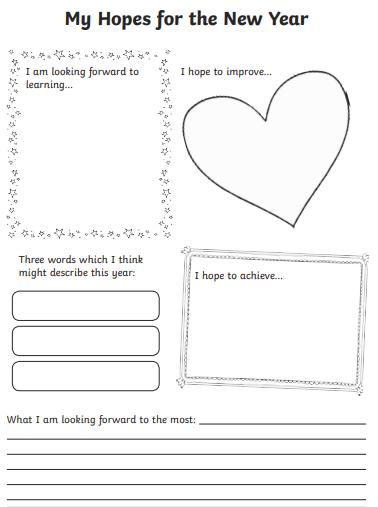 My Hopes for the New Year
I am looking forward to
learning...
I hope to improve...
Three words which I think
might describe this year:
I hope to achieve...
What I am looking forward to the most: